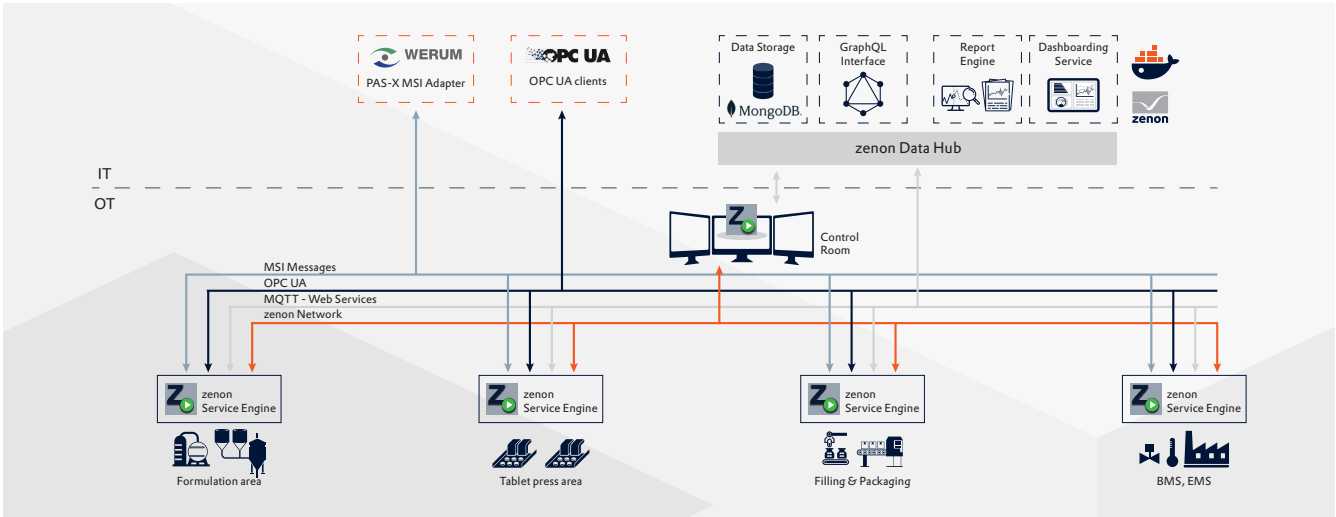 WERUM
PAS-X MSI Adapter
OPC UA
OPC UA clients
Data Storage
MongoDB.
GraphQL
Interface
Report
Engine
Dashboarding
Service
zenon
zenon Data Hub
IT
OT
Z
Control
Room
MSI Messages
OPC UA
MQTT - Web Services
zenon Network
Z
zenon
Service Engine
Z
zenon
Service Engine
Z
zenon
Service Engine
Z
zenon
Service Engine
Formulation area
Tablet press area
Filling & Packaging
BMS, EMS